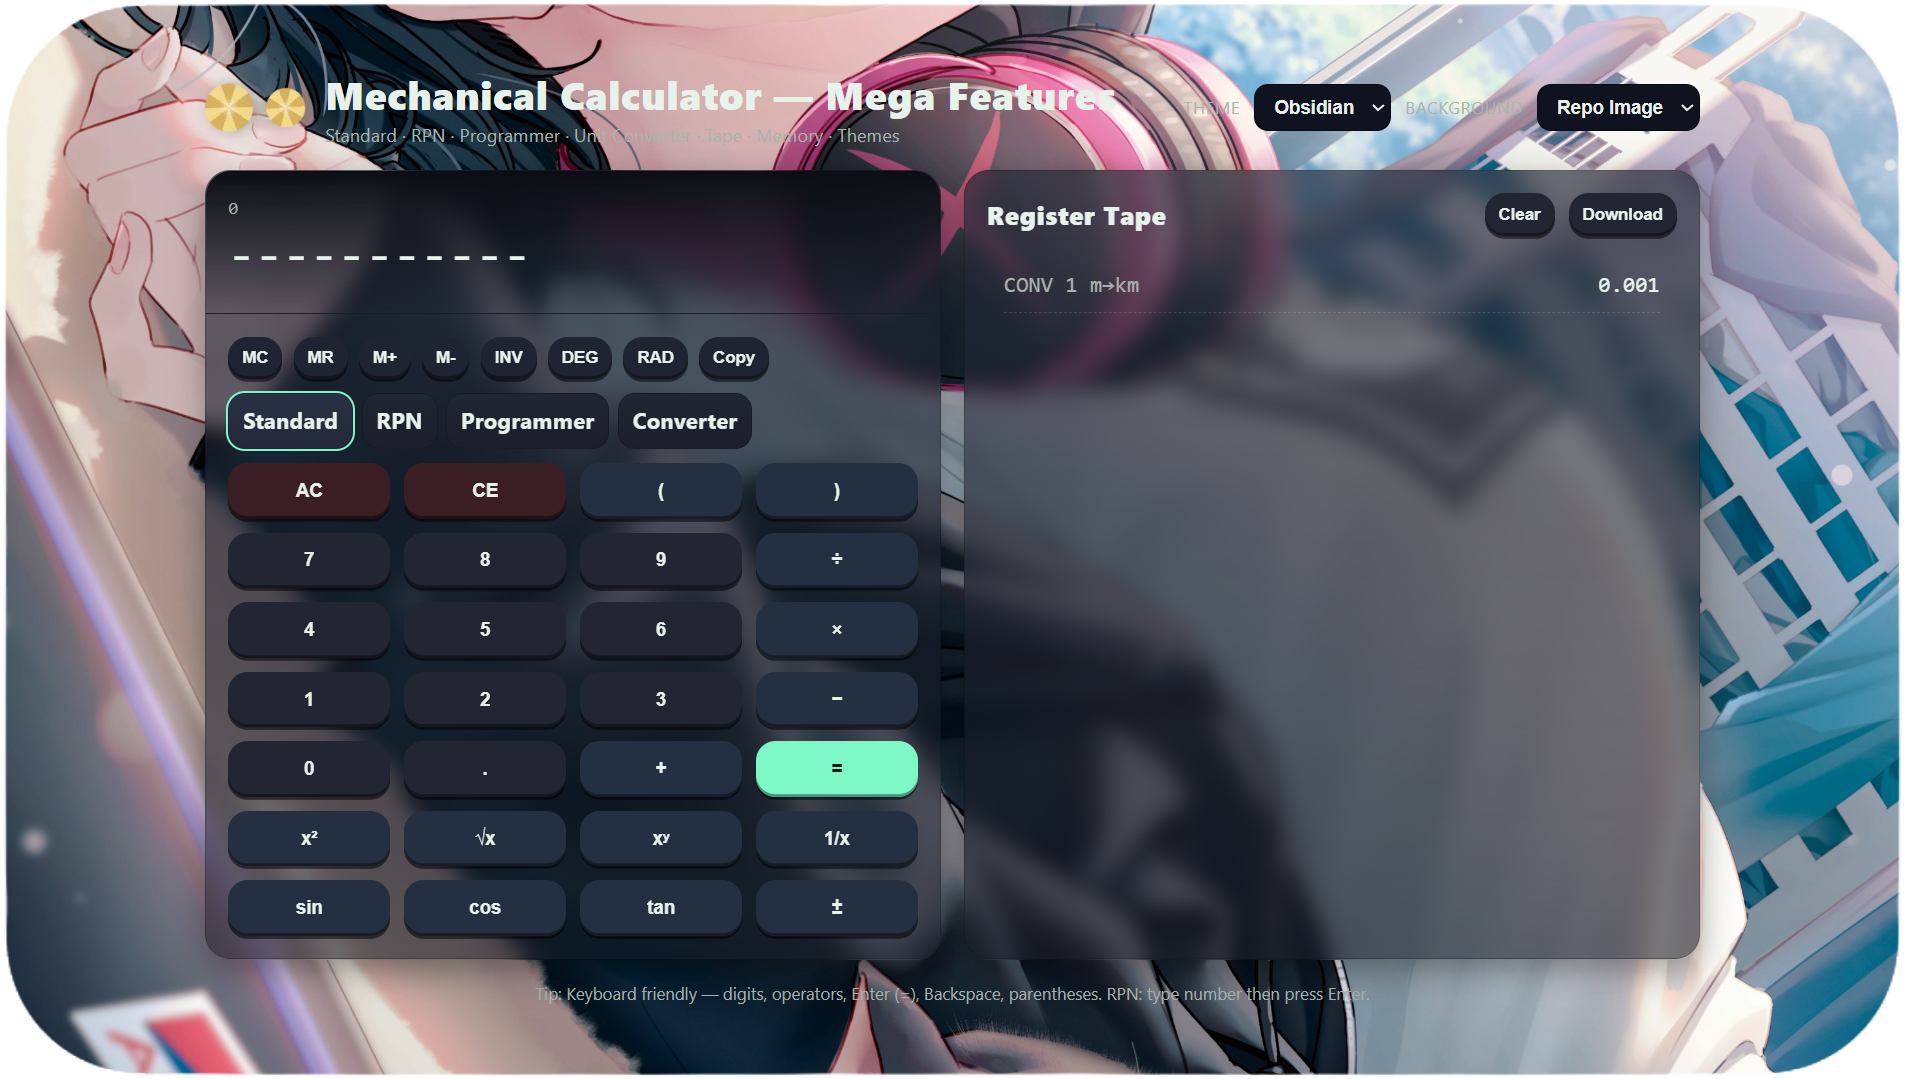 Mechanical Calculator — Mega Features
Standard · RPN · Programmer · Unit Converter · Tape · Memory · Themes
THEME Obsidian BACKGROUND Repo Image
0
-----------
MC MR M+ M- INV DEG RAD Copy
Standard RPN Programmer Converter
AC CE ( )
7 8 9 ÷
4 5 6 ×
1 2 3 −
0 . + =
x² √x xʸ 1/x
sin cos tan ±
Register Tape Clear Download
CONV 1 m→km 0.001
Tip: Keyboard friendly — digits, operators, Enter (=), Backspace, parentheses. RPN: type number then press Enter.